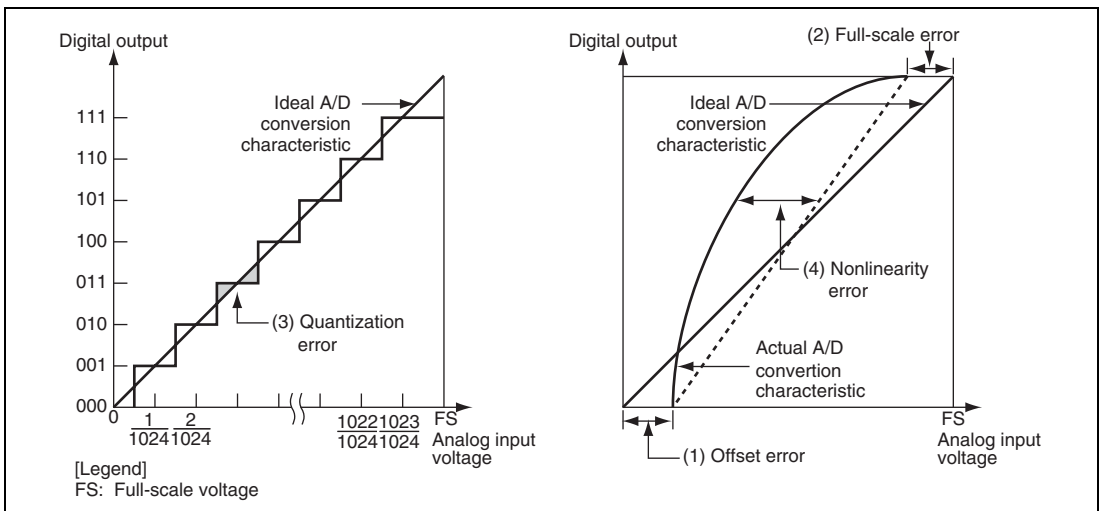 Digital output
111
110
101
100
011
010
001
000
Ideal A/D
conversion
characteristic
(3) Quantization
error
0
1
1024
2
1024
1022
1024
1023
1024
FS
Analog input
voltage
[Legend]
FS: Full-scale voltage
Digital output
(2) Full-scale error
Ideal A/D
conversion
characteristic
(4) Nonlinearity
error
Actual A/D
convertion
characteristic
FS
Analog input
voltage
(1) Offset error